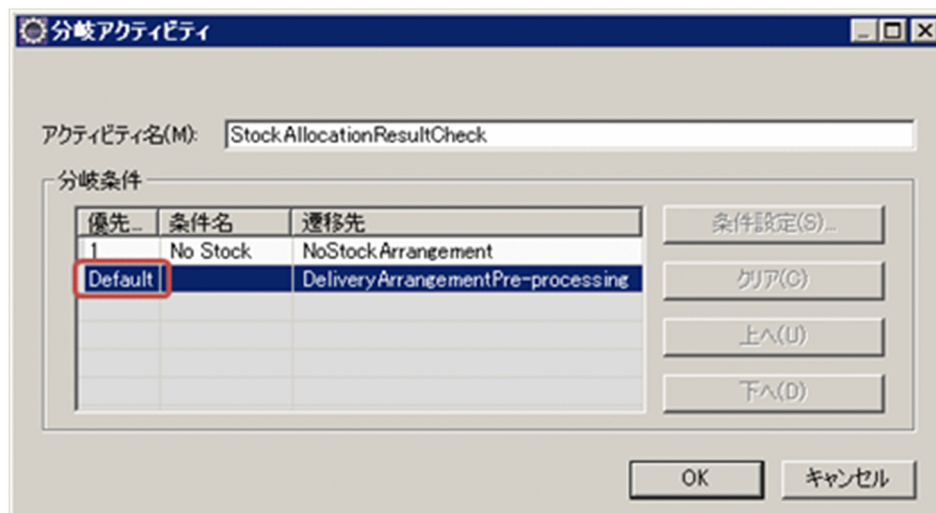 分岐アクティビティ
アクティビティ名(M): StockAllocationResultCheck
分岐条件
優先... 条件名 遷移先
1 No Stock NoStockArrangement
Default DeliveryArrangementPre-processing
条件設定(S)...
クリア(C)
上へ(U)
下へ(D)
OK キャンセル